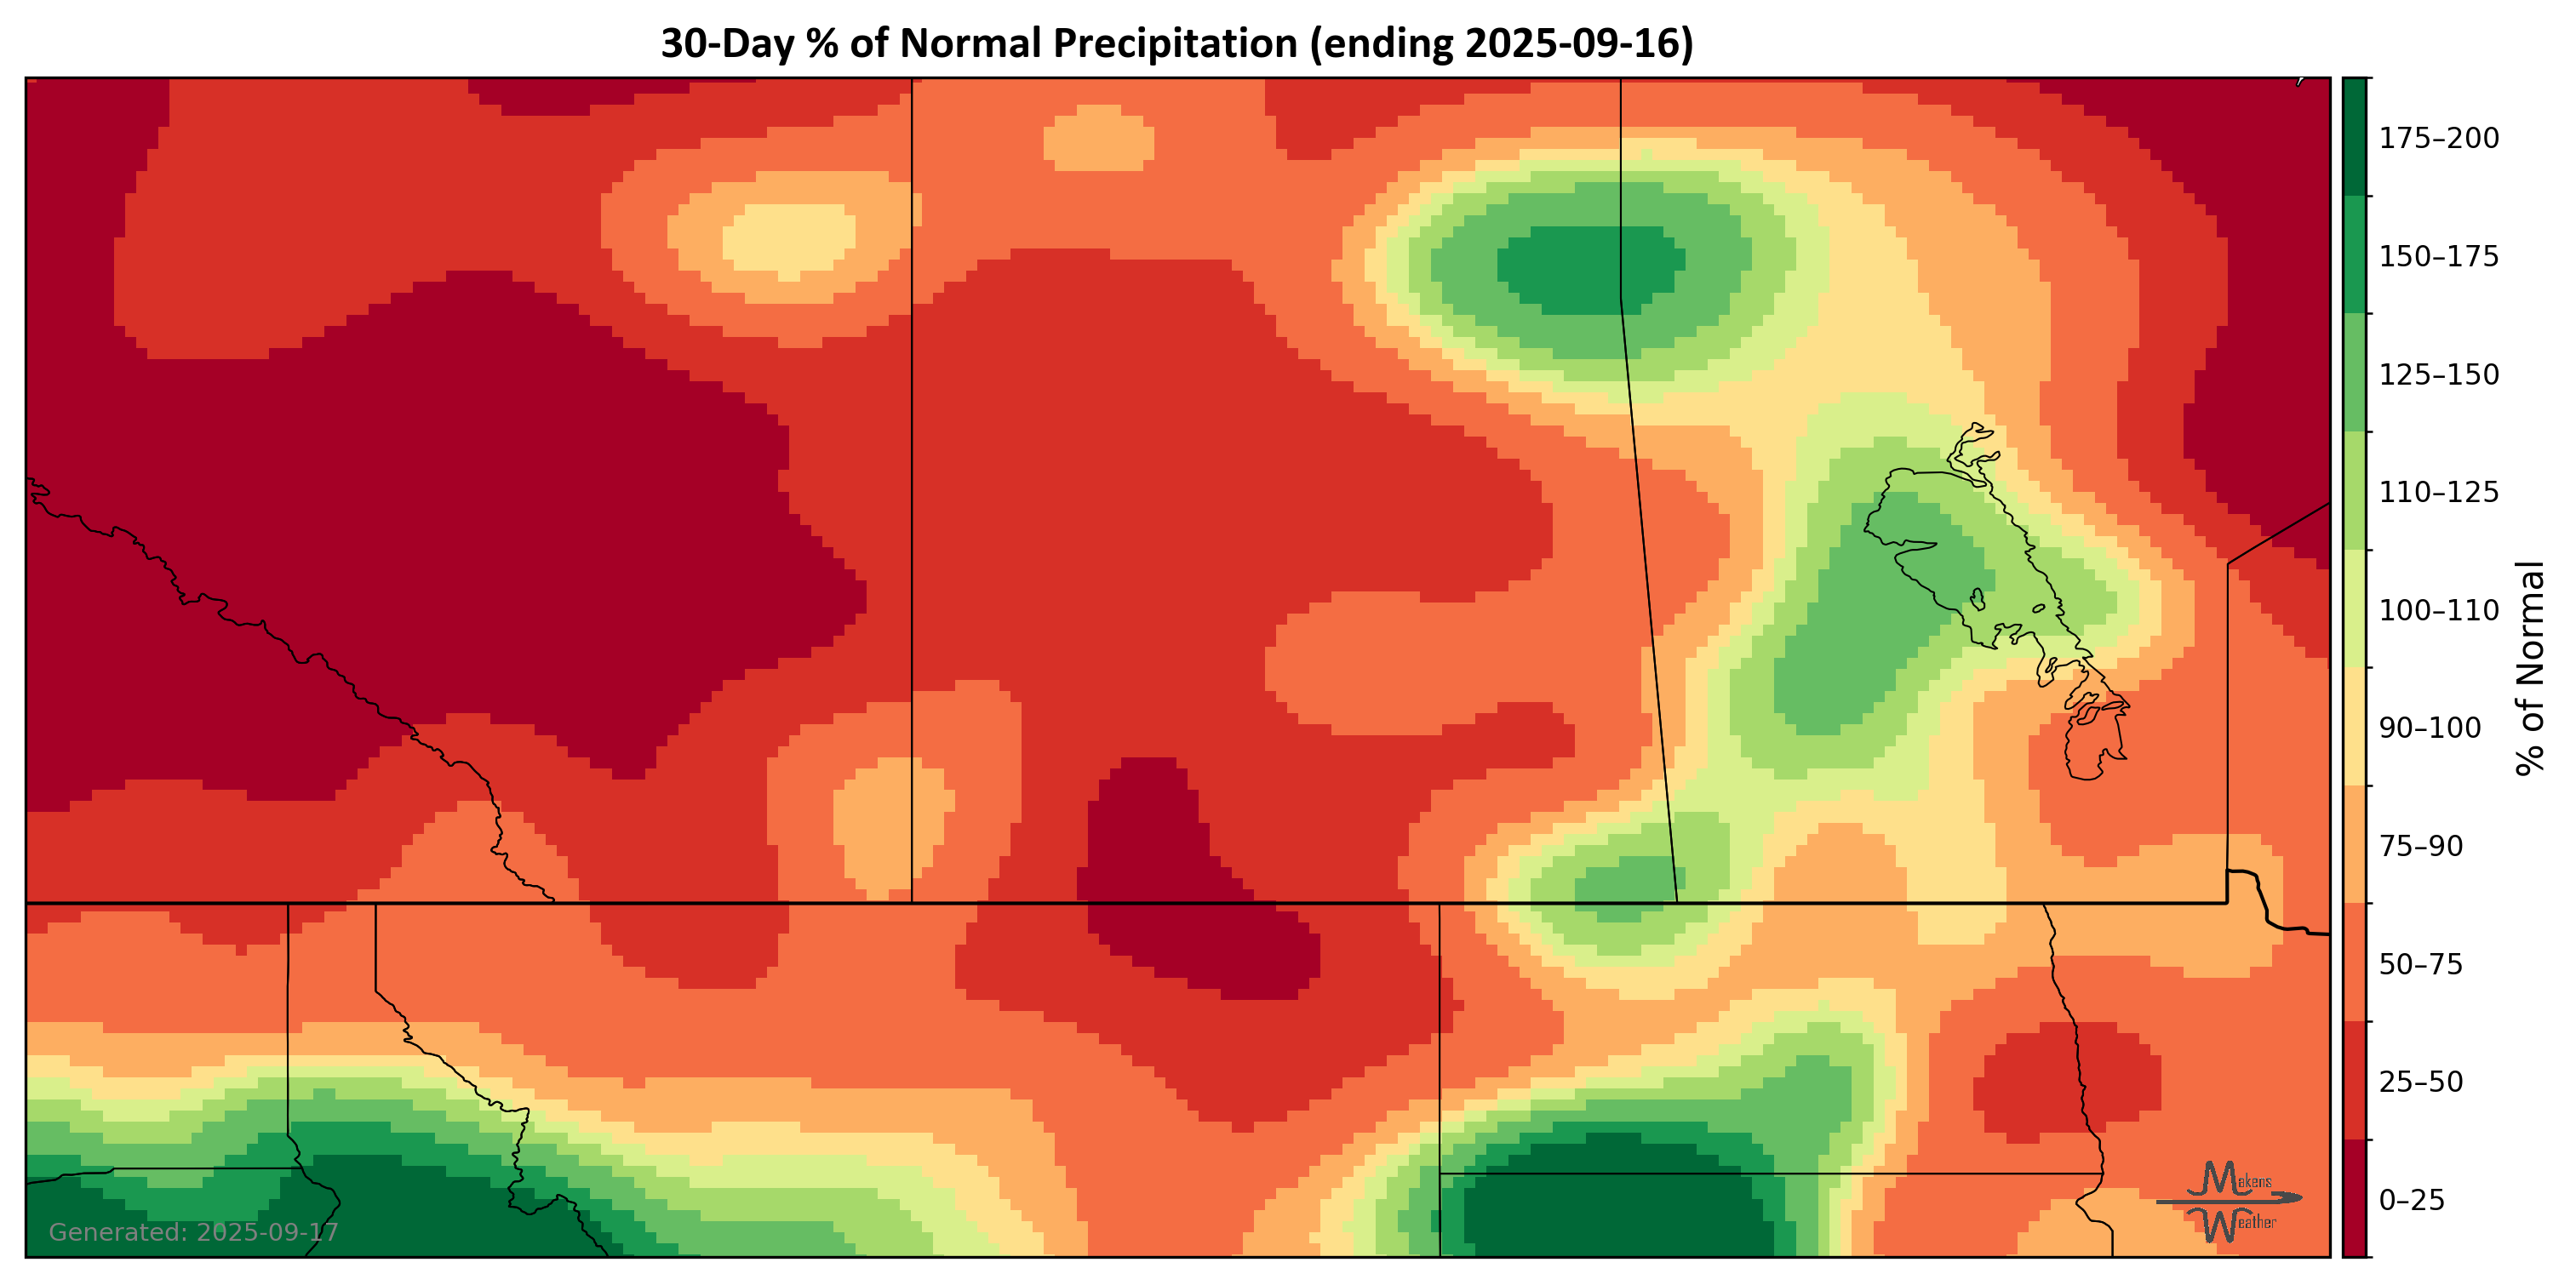 30-Day % of Normal Precipitation (ending 2025-09-16)
175–200
150–175
125–150
110–125
100–110
90–100
75–90
50–75
25–50
0–25
% of Normal
Makens
Weather
Generated: 2025-09-17